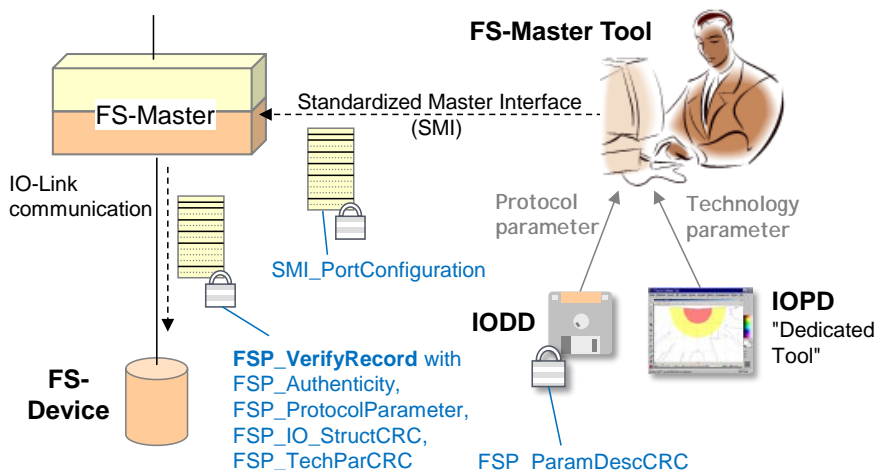 FS-Master Tool
Standardized Master Interface
(SMI)
FS-Master
IO-Link
communication
SMI_PortConfiguration
Protocol
parameter
Technology
parameter
IODD
IOPD
"Dedicated
Tool"
FS-
Device
FSP_VerifyRecord with
FSP_Authenticity,
FSP_ProtocolParameter,
FSP_IO_StructCRC,
FSP_TechParCRC
FSP_ParamDescCRC